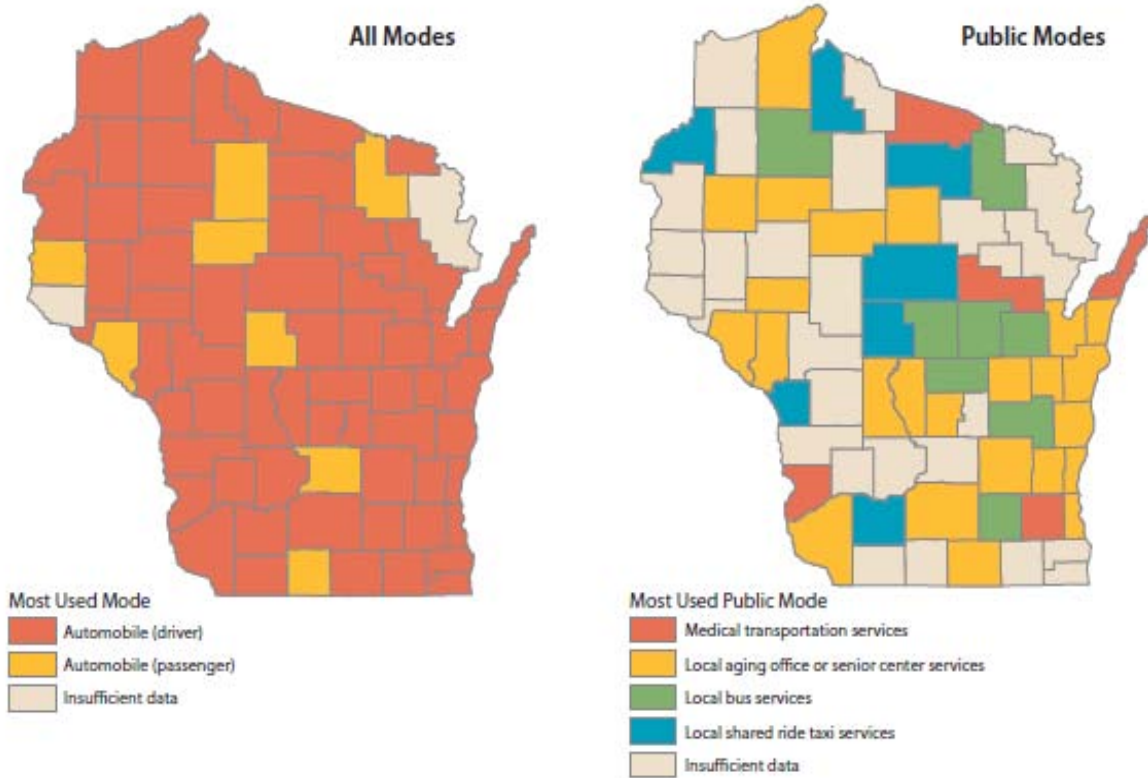 All Modes
Most Used Mode
Automobile (driver)
Automobile (passenger)
Insufficient data
Public Modes
Most Used Public Mode
Medical transportation services
Local aging office or senior center services
Local bus services
Local shared ride taxi services
Insufficient data